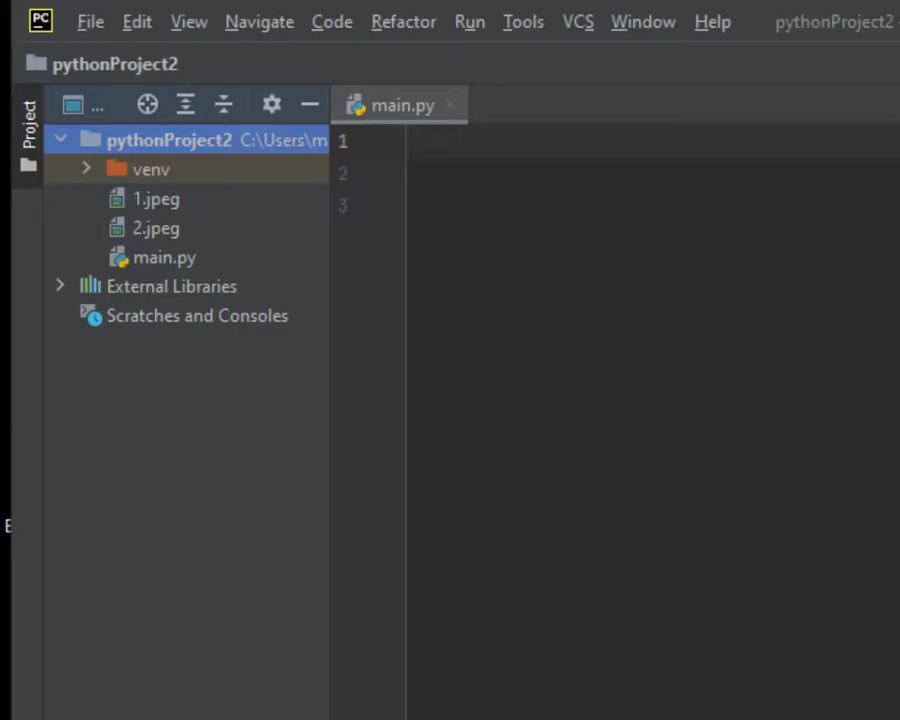 PC File Edit View Navigate Code Refactor Run Tools VCS Window Help pythonProject2 -
pythonProject2
Project
... main.py
pythonProject2 C:\Users\m
venv
1.jpeg
2.jpeg
main.py
External Libraries
Scratches and Consoles
1
2
3